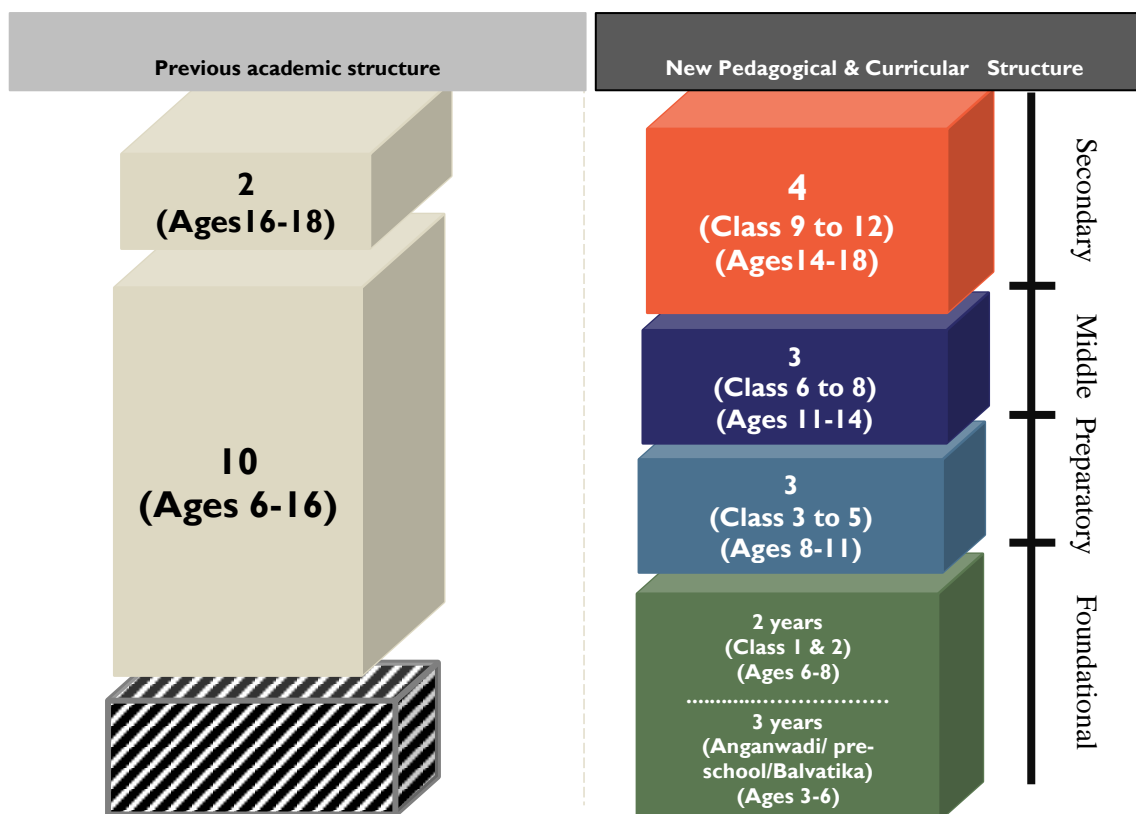 Previous academic structure
2
(Ages16-18)
10
(Ages 6-16)
New Pedagogical & Curricular Structure
4
(Class 9 to 12)
(Ages14-18)
3
(Class 6 to 8)
(Ages 11-14)
3
(Class 3 to 5)
(Ages 8-11)
2 years
(Class 1 & 2)
(Ages 6-8)
......................................
3 years
(Anganwadi/ pre-
school/Balvatika)
(Ages 3-6)
Secondary
Middle
Preparatory
Foundational